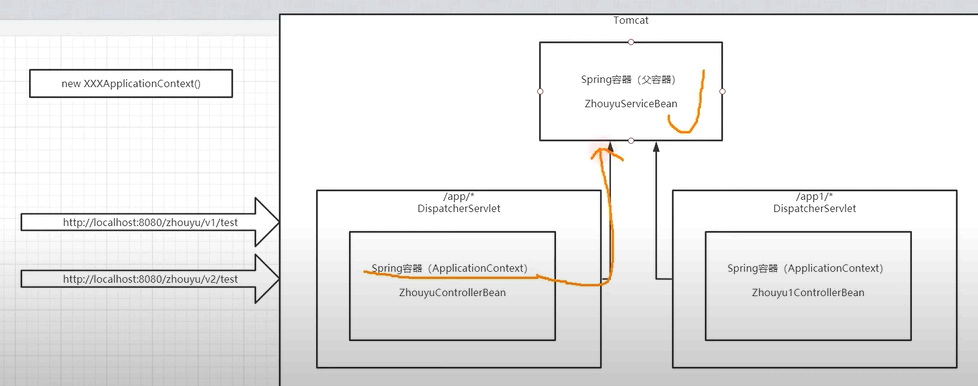 Tomcat
new XXXApplicationContext()
Spring容器（父容器）
ZhouyuServiceBean
http://localhost:8080/zhouyu/v1/test
http://localhost:8080/zhouyu/v2/test
/app/*
DispatcherServlet
Spring容器（ApplicationContext)
ZhouyuControllerBean
/app1/*
DispatcherServlet
Spring容器（ApplicationContext)
Zhouyu1ControllerBean